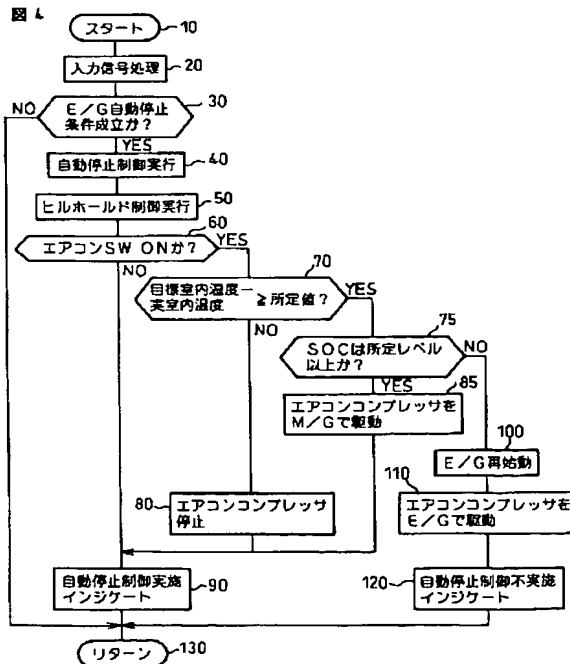 図 4
スタート
10
入力信号処理
20
NO
E/G自動停止
条件成立か?
30
YES
自動停止制御実行
40
ヒルホールド制御実行
50
60
エアコンSW ONか?
YES
NO
70
目標室内温度−
実室内温度
≧所定値?
YES
NO
75
SOCは所定レベル
以上か?
NO
YES
85
エアコンコンプレッサを
M/Gで駆動
100
E/G再始動
80
エアコンコンプレッサ
停止
110
エアコンコンプレッサを
E/Gで駆動
自動停止制御実施
インジケート
90
120
自動停止制御不実施
インジケート
リターン
130